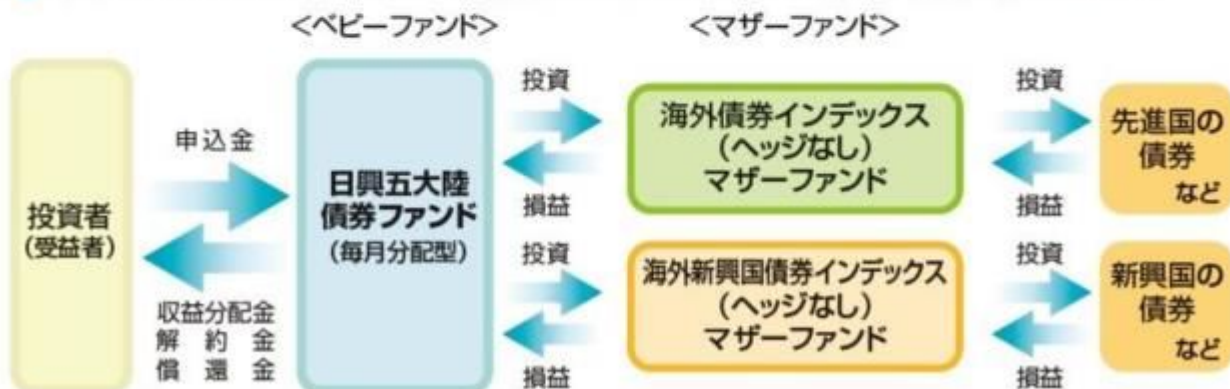 <ベビーファンド>
<マザーファンド>
投資者
(受益者)
申込金
収益分配金
解約金
償還金
日興五大陸
債券ファンド
(毎月分配型)
投資
損益
投資
損益
海外債券インデックス
(ヘッジなし)
マザーファンド
海外新興国債券インデックス
(ヘッジなし)
マザーファンド
投資
損益
投資
損益
先進国の
債券
など
新興国の
債券
など